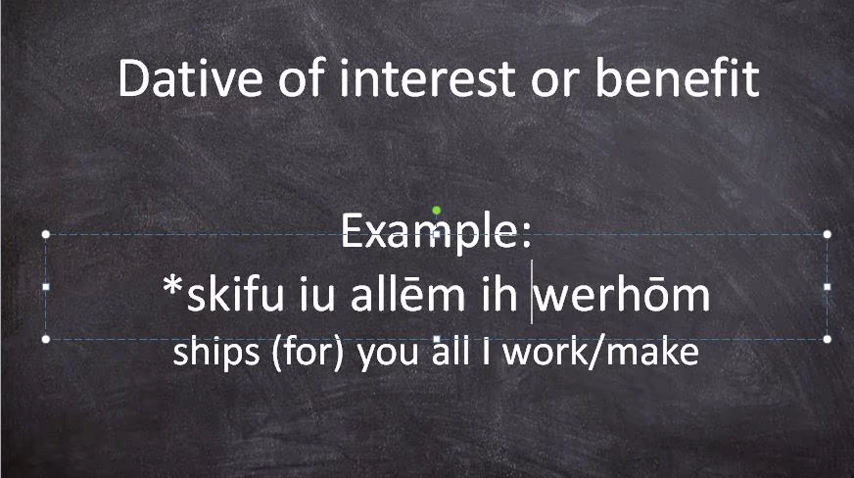 Dative of interest or benefit
Example:
*skifu iu allēm ih werhōm
ships (for) you all I work/make